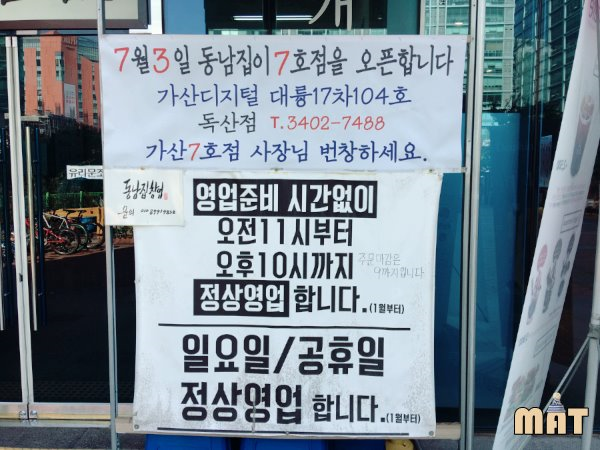 개
7월3일 동남집이 7호점을 오픈합니다
가산디지털 대륭17차104호
독산점 T.3402-7488
가산7호점 사장님 번창하세요.
유리문조
동남집창업
문의
영업준비 시간없이
오전11시부터
오후10시까지
주문마감은
9까지합니다
정상영업 합니다.(1월부터)
일요일/공휴일
정상영업 합니다.(1월부터)
MAT